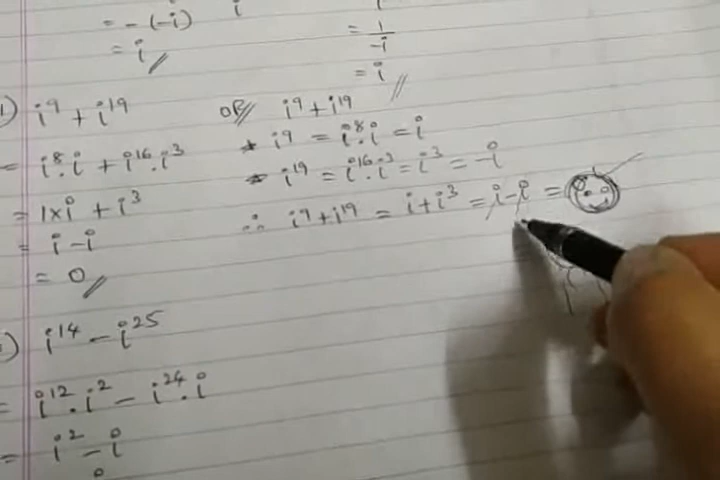 = -(-i)
= i //
1/-i
= i //
1) i⁹ + i¹⁹
= i⁸.i + i¹⁶.i³
= 1xi + i³
= i - i
= 0 //
OR// i⁹ + i¹⁹
* i⁹ = i⁸.i = i
* i¹⁹ = i¹⁶.i³ = i³ = -i
∴ i⁹ + i¹⁹ = i + i³ = i - i =
) i¹⁴ - i²⁵
= i¹².i² - i²⁴.i
= i² - i